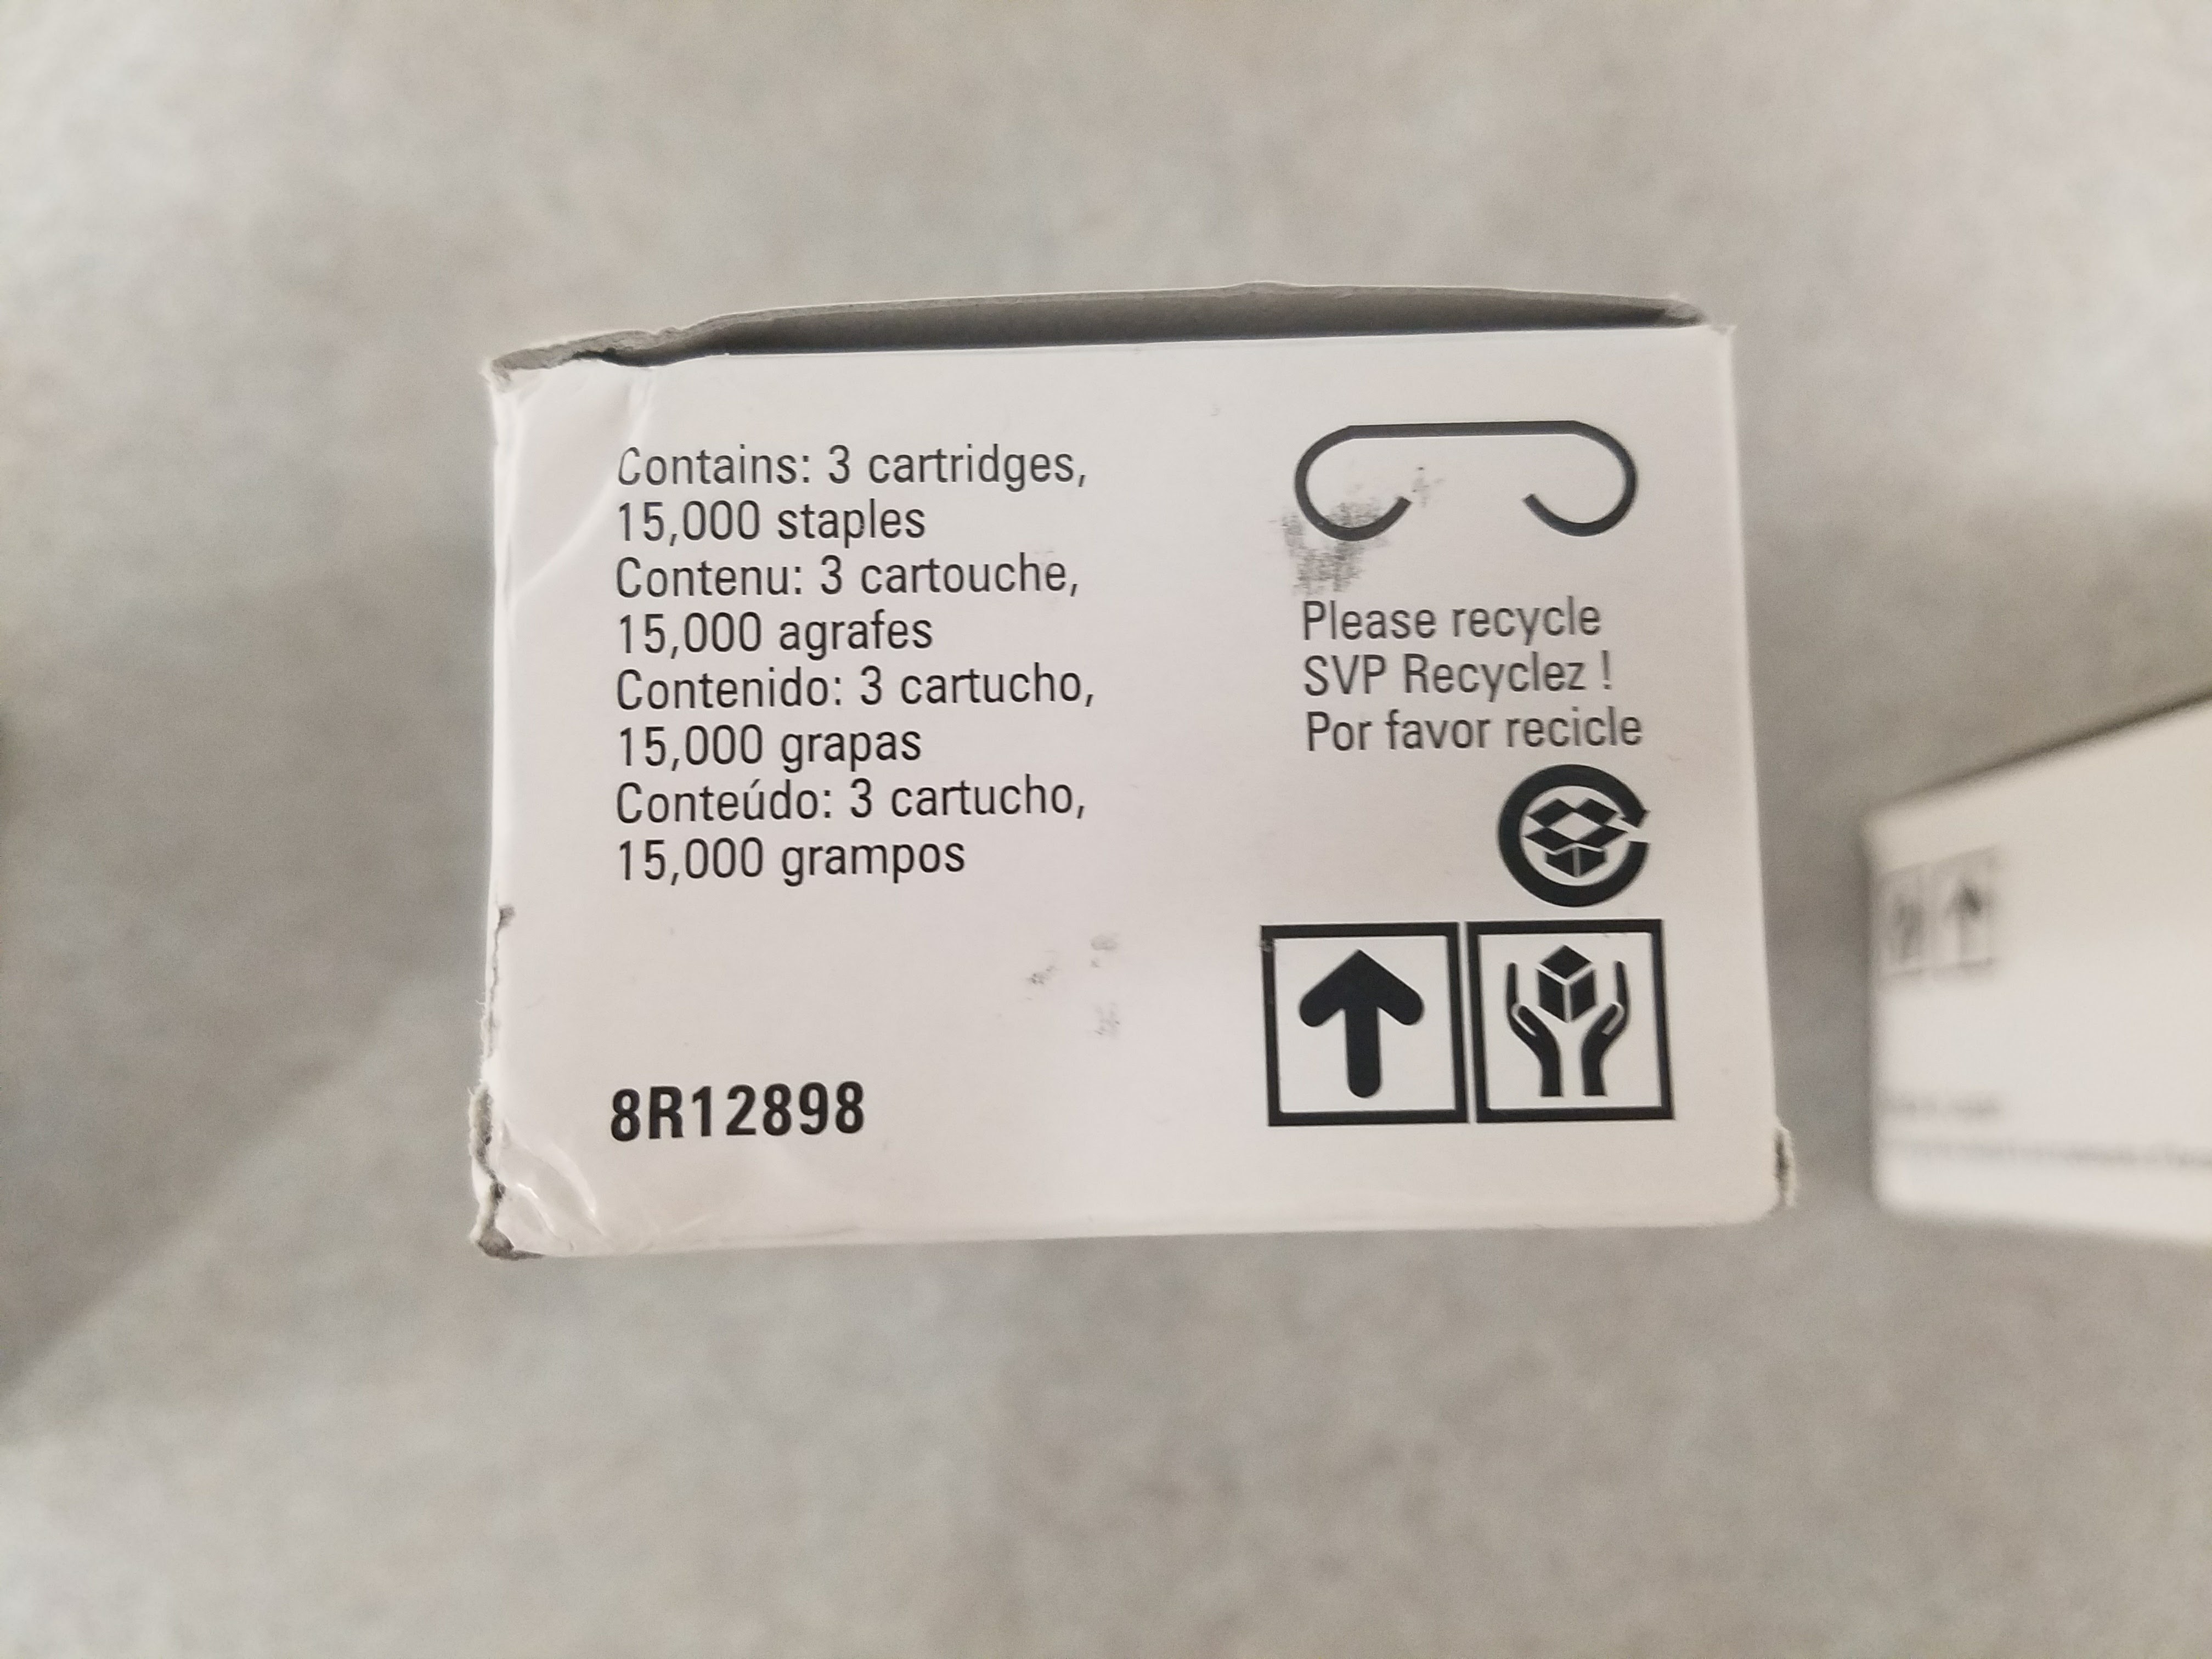 Contains: 3 cartridges,
15,000 staples
Contenu: 3 cartouche,
15,000 agrafes
Contenido: 3 cartucho,
15,000 grapas
Conteúdo: 3 cartucho,
15,000 grampos
8R12898
Please recycle
SVP Recyclez !
Por favor recicle